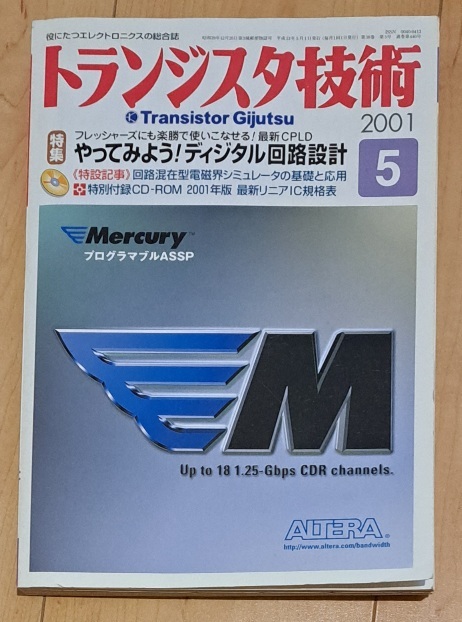 役にたつエレクトロニクスの総合誌
トランジスタ技術
Transistor Gijutsu
2001
5
特集
フレッシャーズにも楽勝で使いこなせる!最新CPLD
やってみよう!ディジタル回路設計
《特設記事》回路混在型電磁界シミュレータの基礎と応用
特別付録CD-ROM 2001年版 最新リニアIC規格表
Mercury™
プログラマブルASSP
M
Up to 18 1.25-Gbps CDR channels.
ALTERA®
http://www.altera.com/bandwidth